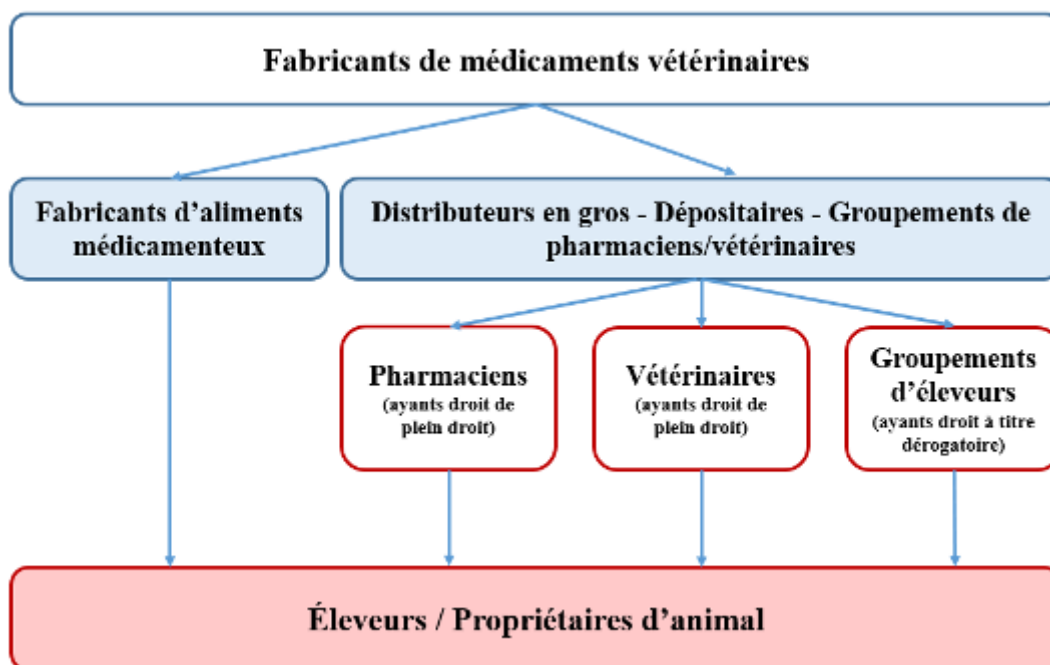 Fabricants de médicaments vétérinaires
Fabricants d’aliments
médicamenteux
Distributeurs en gros - Dépositaires - Groupements de
pharmaciens/vétérinaires
Pharmaciens
(ayants droit de
plein droit)
Vétérinaires
(ayants droit de
plein droit)
Groupements
d’éleveurs
(ayants droit à titre
dérogatoire)
Éleveurs / Propriétaires d’animal